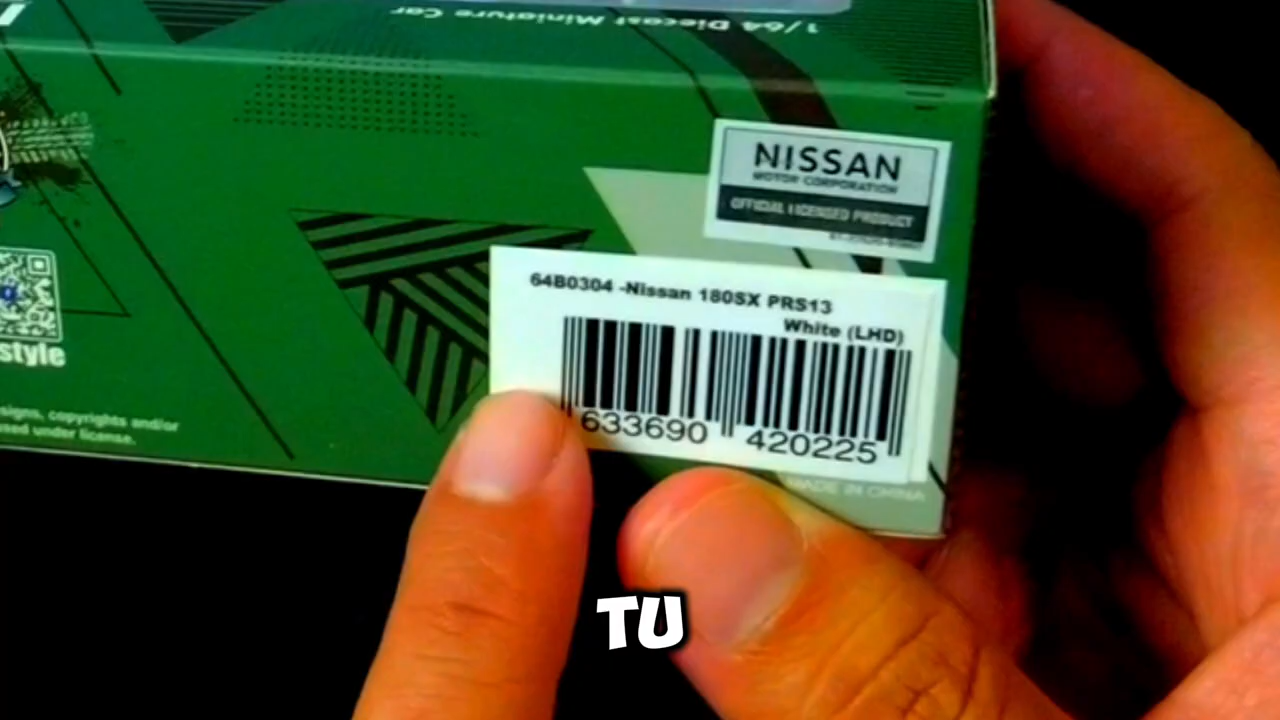 1/64 Diecast Miniature Car
NISSAN
MOTOR CORPORATION
OFFICIAL LICENSED PRODUCT
64B0304 -Nissan 180SX PRS13
White (LHD)
633690 420225
MADE IN CHINA
style
signs, copyrights and/or
used under license.
TU